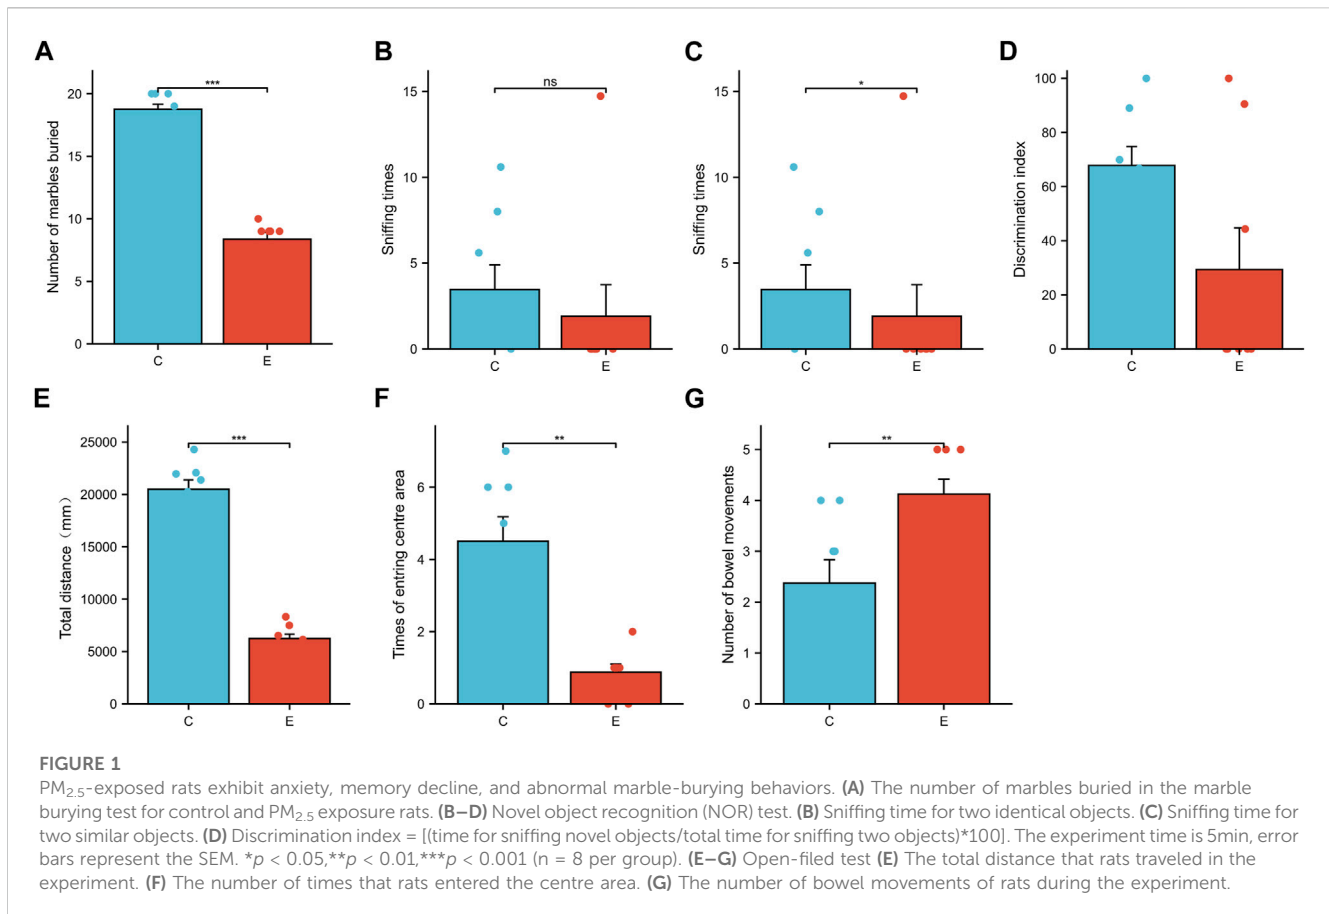 A
Number of marbles buried
20
15
10
5
0
***
C
E
B
Sniffing times
15
10
5
0
ns
C
E
C
Sniffing times
15
10
5
0
*
C
E
D
Discrimination index
100
80
60
40
20
0
C
E
E
Total distance（mm）
25000
20000
15000
10000
5000
0
***
C
E
F
Times of entring centre area
6
4
2
0
**
C
E
G
Number of bowel movements
5
4
3
2
1
0
**
C
E
FIGURE 1
PM2.5-exposed rats exhibit anxiety, memory decline, and abnormal marble-burying behaviors. (A) The number of marbles buried in the marble
burying test for control and PM2.5 exposure rats. (B–D) Novel object recognition (NOR) test. (B) Sniffing time for two identical objects. (C) Sniffing time for
two similar objects. (D) Discrimination index = [(time for sniffing novel objects/total time for sniffing two objects)*100]. The experiment time is 5min, error
bars represent the SEM. *p < 0.05,**p < 0.01,***p < 0.001 (n = 8 per group). (E–G) Open-filed test (E) The total distance that rats traveled in the
experiment. (F) The number of times that rats entered the centre area. (G) The number of bowel movements of rats during the experiment.